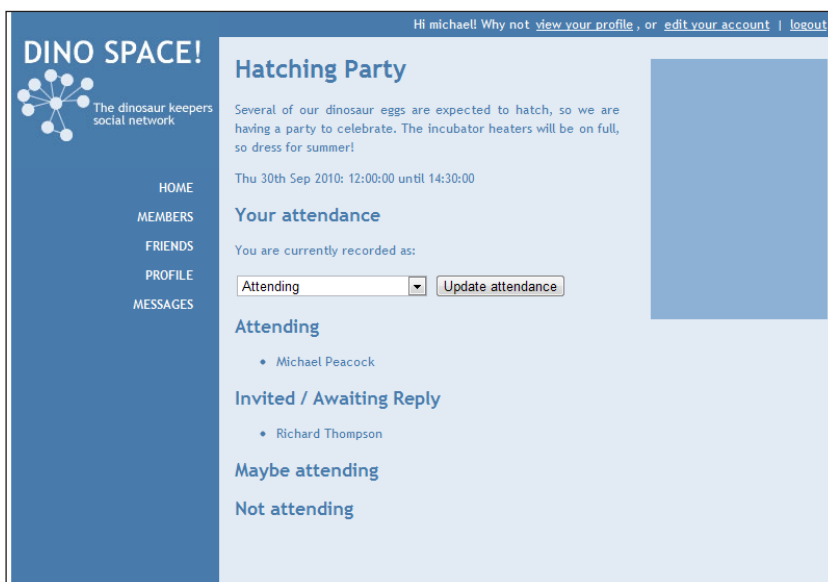 Hi michael! Why not view your profile , or edit your account | logout
DINO SPACE!
The dinosaur keepers
social network
HOME
MEMBERS
FRIENDS
PROFILE
MESSAGES
Hatching Party
Several of our dinosaur eggs are expected to hatch, so we are
having a party to celebrate. The incubator heaters will be on full,
so dress for summer!
Thu 30th Sep 2010: 12:00:00 until 14:30:00
Your attendance
You are currently recorded as:
Attending Update attendance
Attending
• Michael Peacock
Invited / Awaiting Reply
• Richard Thompson
Maybe attending
Not attending